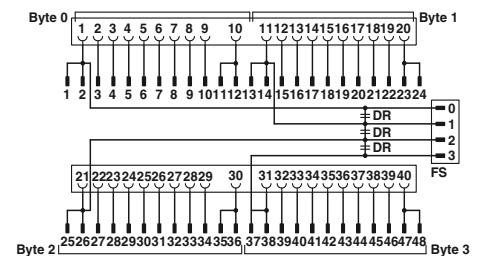 Byte 0 Byte 1
1 2 3 4 5 6 7 8 9 10 11 12 13 14 15 16 17 18 19 20
1 2 3 4 5 6 7 8 9 10 11 12 13 14 15 16 17 18 19 20 21 22 23 24
0
DR
1
DR
2
DR
3
FS
21 22 23 24 25 26 27 28 29 30 31 32 33 34 35 36 37 38 39 40
25 26 27 28 29 30 31 32 33 34 35 36 37 38 39 40 41 42 43 44 45 46 47 48
Byte 2 Byte 3